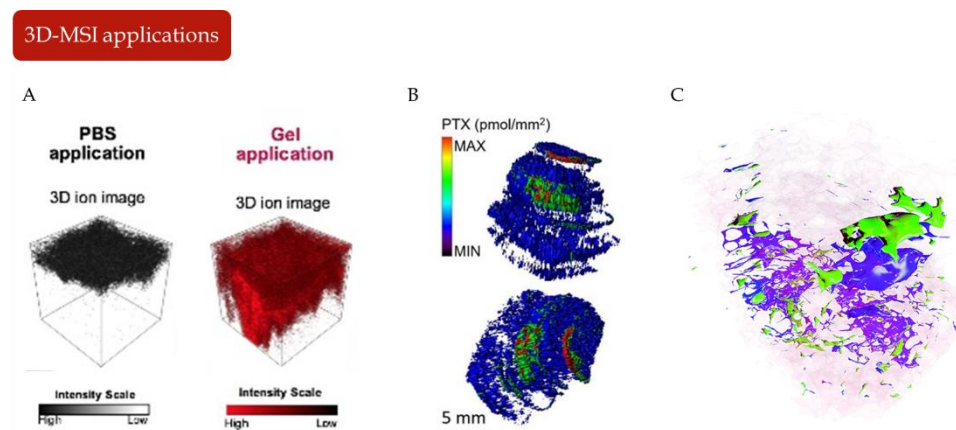 3D-MSI applications
A
B
C
PBS
application
Gel
application
3D ion image
3D ion image
Intensity Scale
High Low
Intensity Scale
High Low
PTX (pmol/mm²)
MAX
MIN
5 mm